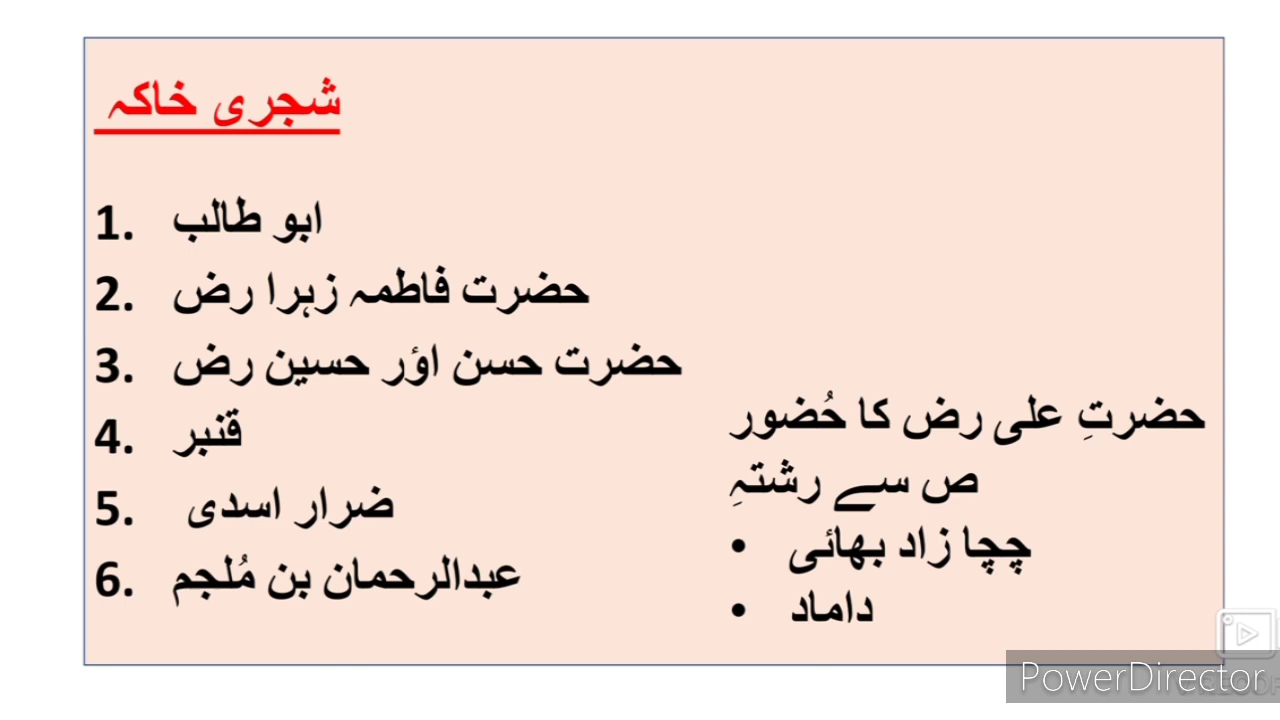 شجری خاکہ
1. ابو طالب
2. حضرت فاطمہ زہرا رض
3. حضرت حسن اؤر حسین رض
4. قنبر
5. ضرار اسدی
6. عبدالرحمان بن مُلجم
حضرتِ علی رض کا حُضور
ص سے رشتہِ
• چچا زاد بھائی
• داماد
PowerDirector